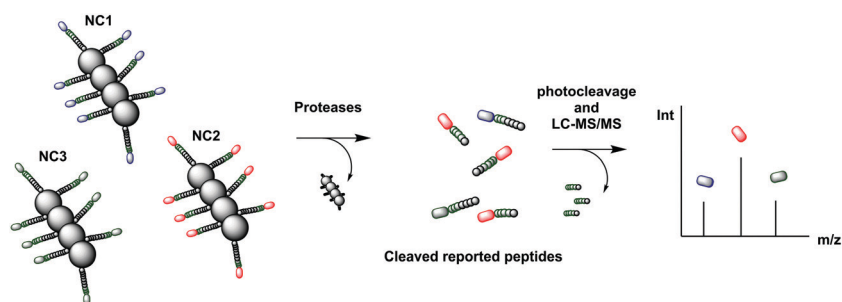 NC1
NC2
NC3
Proteases
Cleaved reported peptides
photocleavage
and
LC-MS/MS
Int
m/z